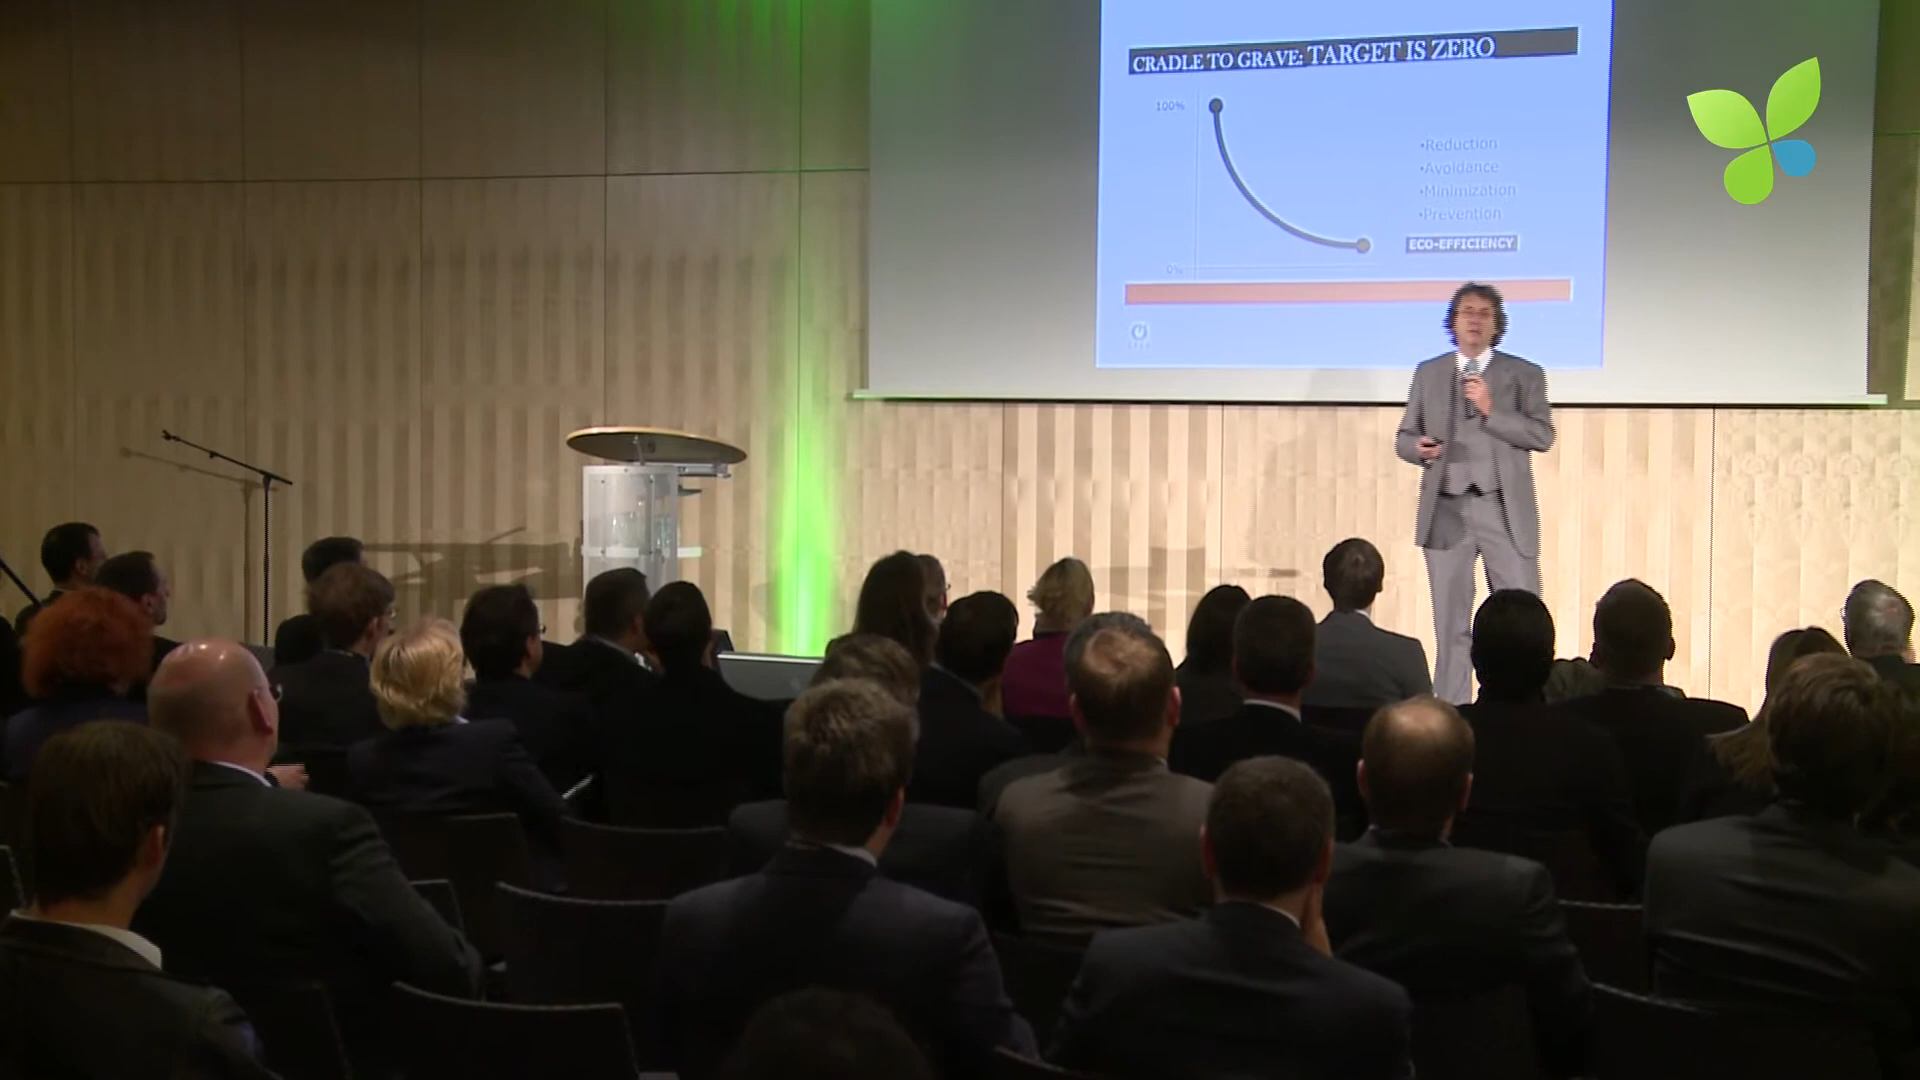 CRADLE TO GRAVE: TARGET IS ZERO
100%
•Reduction
•Avoidance
•Minimization
•Prevention
ECO-EFFICIENCY
0%